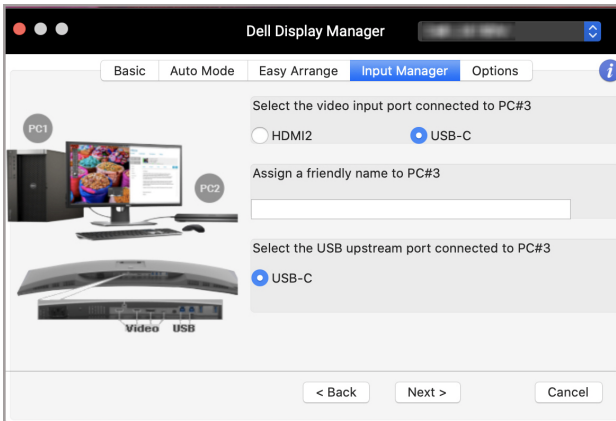 Dell Display Manager
Basic Auto Mode Easy Arrange Input Manager Options i
Select the video input port connected to PC#3
HDMI2 USB-C
PC1
Assign a friendly name to PC#3
PC2
Select the USB upstream port connected to PC#3
USB-C
Video USB
< Back Next > Cancel